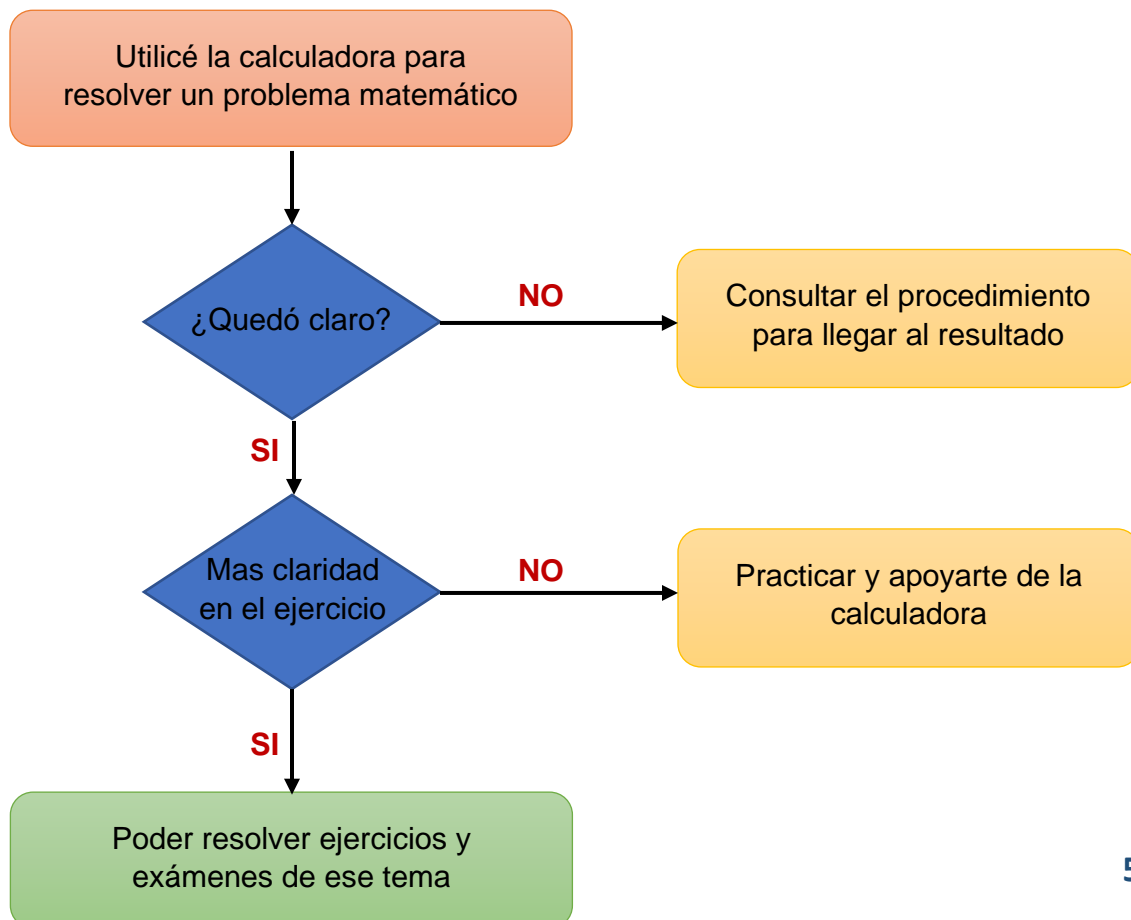 Utilicé la calculadora para
resolver un problema matemático
¿Quedó claro?
NO
Consultar el procedimiento
para llegar al resultado
SI
Mas claridad
en el ejercicio
NO
Practicar y apoyarte de la
calculadora
SI
Poder resolver ejercicios y
exámenes de ese tema
5